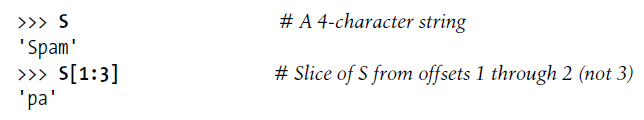 >>> S # A 4-character string
'Spam'
>>> S[1:3] # Slice of S from offsets 1 through 2 (not 3)
'pa'